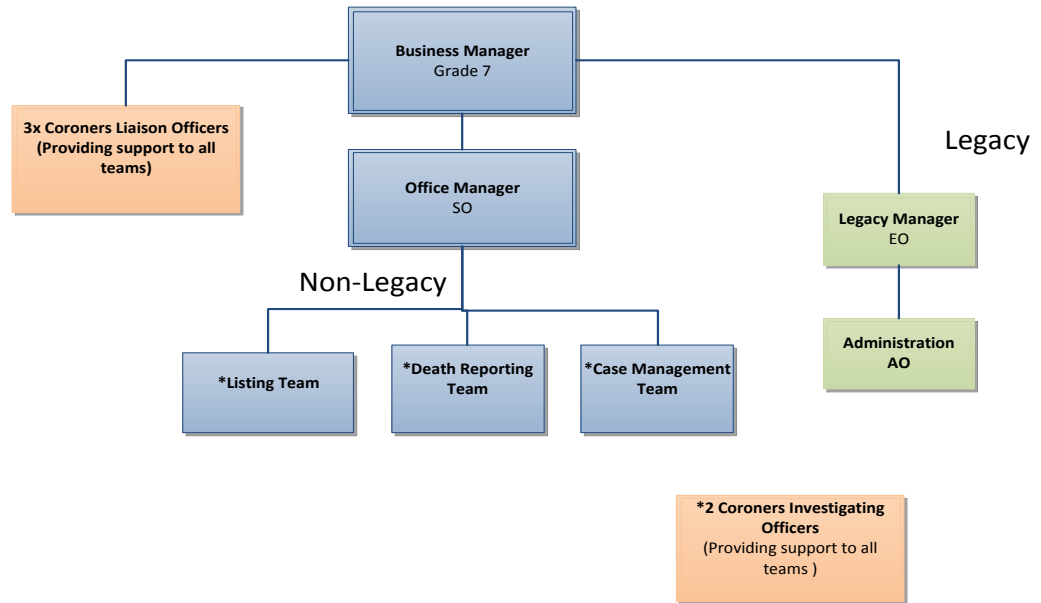 Business Manager
Grade 7
3x Coroners Liaison Officers
(Providing support to all
teams)
Legacy
Office Manager
SO
Legacy Manager
EO
Non-Legacy
Administration
AO
*Listing Team
*Death Reporting
Team
*Case Management
Team
*2 Coroners Investigating
Officers
(Providing support to all
teams )